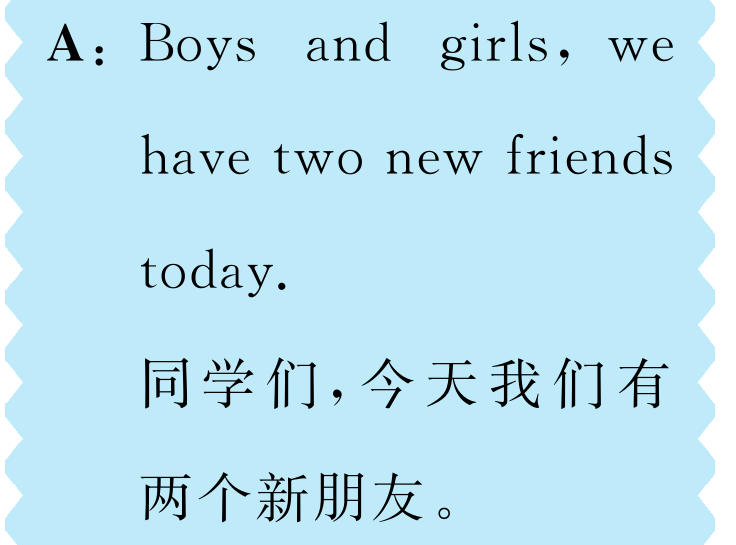 A: Boys and girls, we
have two new friends
today.
同学们,今天我们有
两个新朋友。